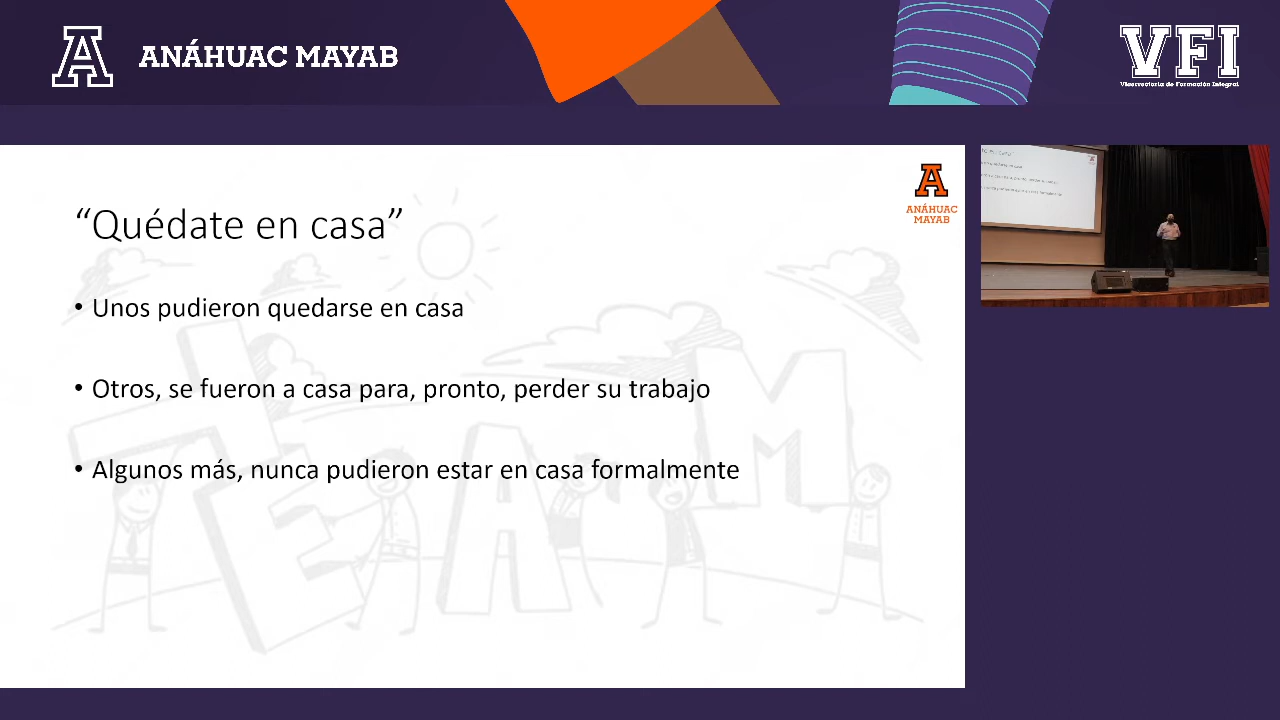 ANÁHUAC MAYAB
VFI
Vicerrectoría de Formación Integral
ANÁHUAC
MAYAB
“Quédate en casa”
• Unos pudieron quedarse en casa
• Otros, se fueron a casa para, pronto, perder su trabajo
• Algunos más, nunca pudieron estar en casa formalmente
TEAM